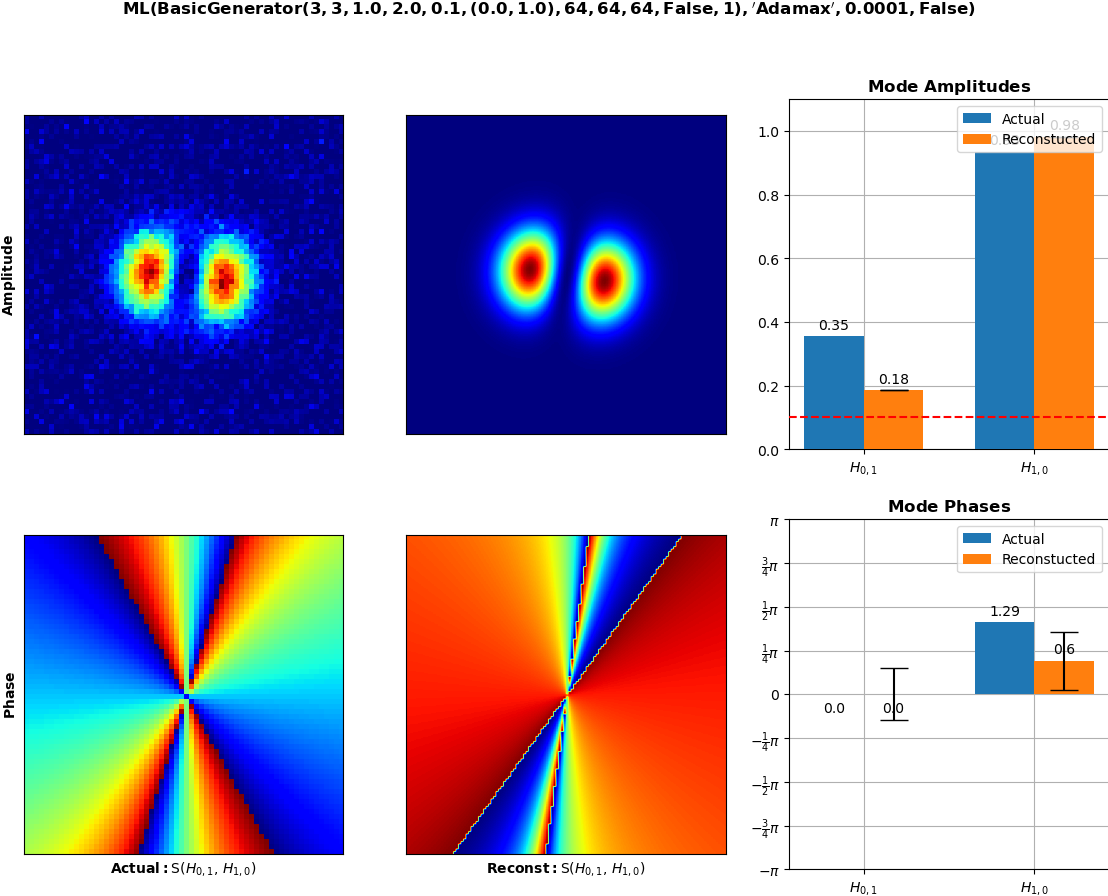 ML(BasicGenerator(3, 3, 1.0, 2.0, 0.1, (0.0, 1.0), 64, 64, 64, False, 1), ′Adamax′, 0.0001, False)
Amplitude
Mode Amplitudes
Actual
Reconstucted
0.98
0.35
0.18
1.0
0.8
0.6
0.4
0.2
0.0
H0, 1
H1, 0
Phase
Actual: S(H0, 1, H1, 0)
Reconst: S(H0, 1, H1, 0)
Mode Phases
Actual
Reconstucted
1.29
0.6
0.0
0.0
π
3/4π
1/2π
1/4π
0
−1/4π
−1/2π
−3/4π
−π
H0, 1
H1, 0